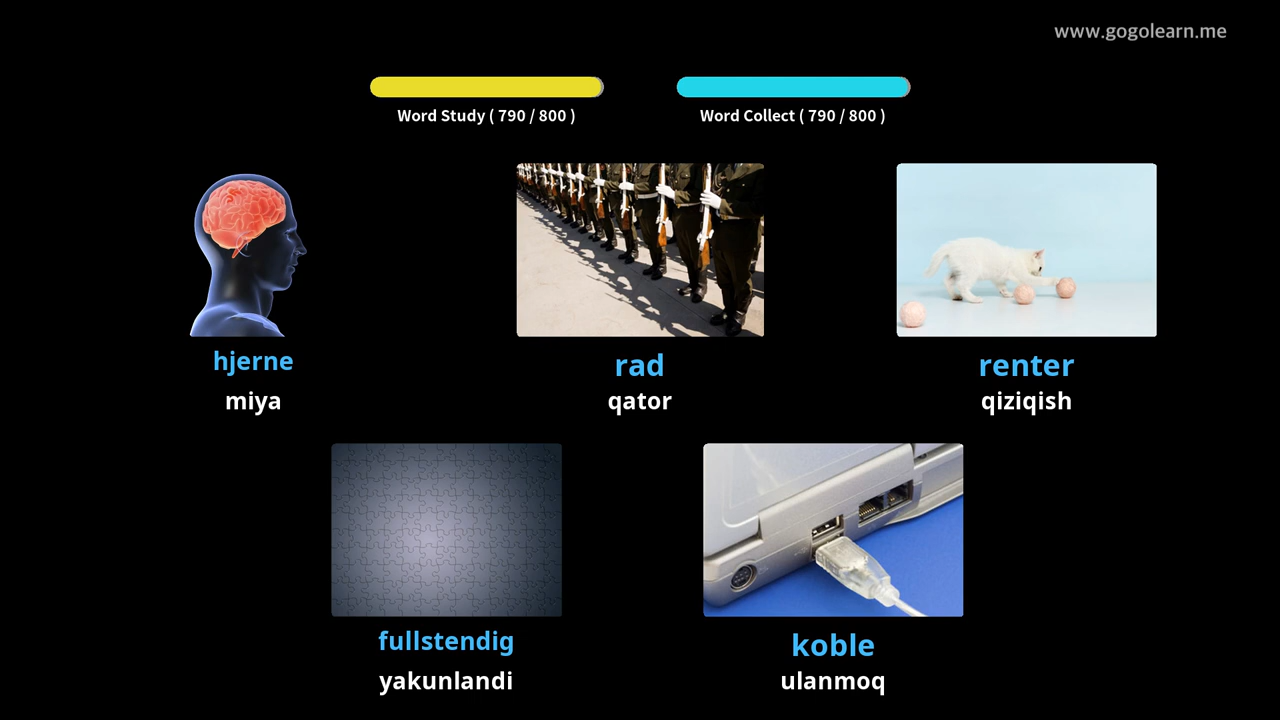 www.gogolearn.me
Word Study ( 790 / 800 )
Word Collect ( 790 / 800 )
hjerne
miya
rad
qator
renter
qiziqish
fullstendig
yakunlandi
koble
ulanmoq